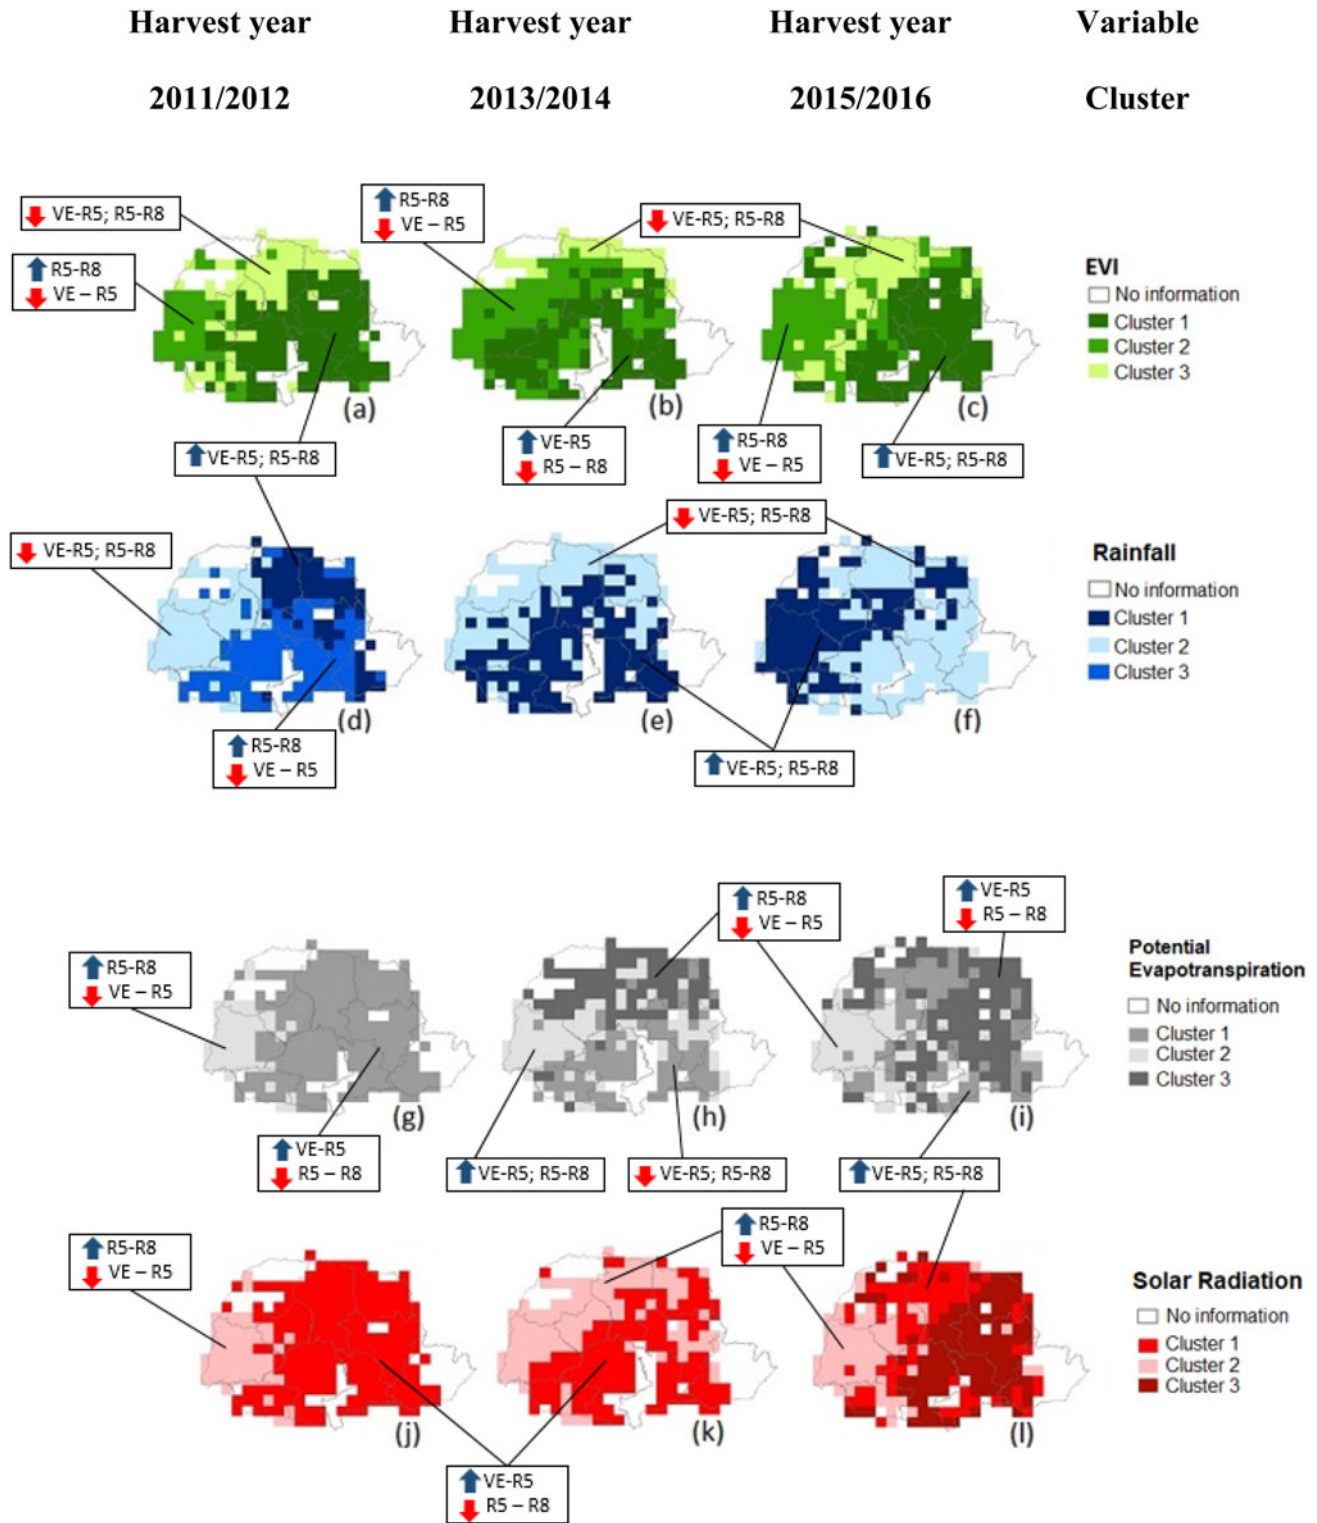 Harvest year Harvest year Harvest year Variable
2011/2012 2013/2014 2015/2016 Cluster
VE-R5; R5-R8
R5-R8
VE – R5
R5-R8
VE – R5
VE-R5; R5-R8
(a)
(b)
(c)
EVI
No information
Cluster 1
Cluster 2
Cluster 3
VE-R5; R5-R8
VE-R5
R5 – R8
R5-R8
VE – R5
VE-R5; R5-R8
VE-R5; R5-R8
VE-R5; R5-R8
(d)
(e)
(f)
Rainfall
No information
Cluster 1
Cluster 2
Cluster 3
R5-R8
VE – R5
VE-R5; R5-R8
R5-R8
VE – R5
R5-R8
VE – R5
VE-R5
R5 – R8
(g)
(h)
(i)
Potential
Evapotranspiration
No information
Cluster 1
Cluster 2
Cluster 3
VE-R5
R5 – R8
VE-R5; R5-R8
VE-R5; R5-R8
VE-R5; R5-R8
R5-R8
VE – R5
R5-R8
VE – R5
(j)
(k)
(l)
Solar Radiation
No information
Cluster 1
Cluster 2
Cluster 3
VE-R5
R5 – R8